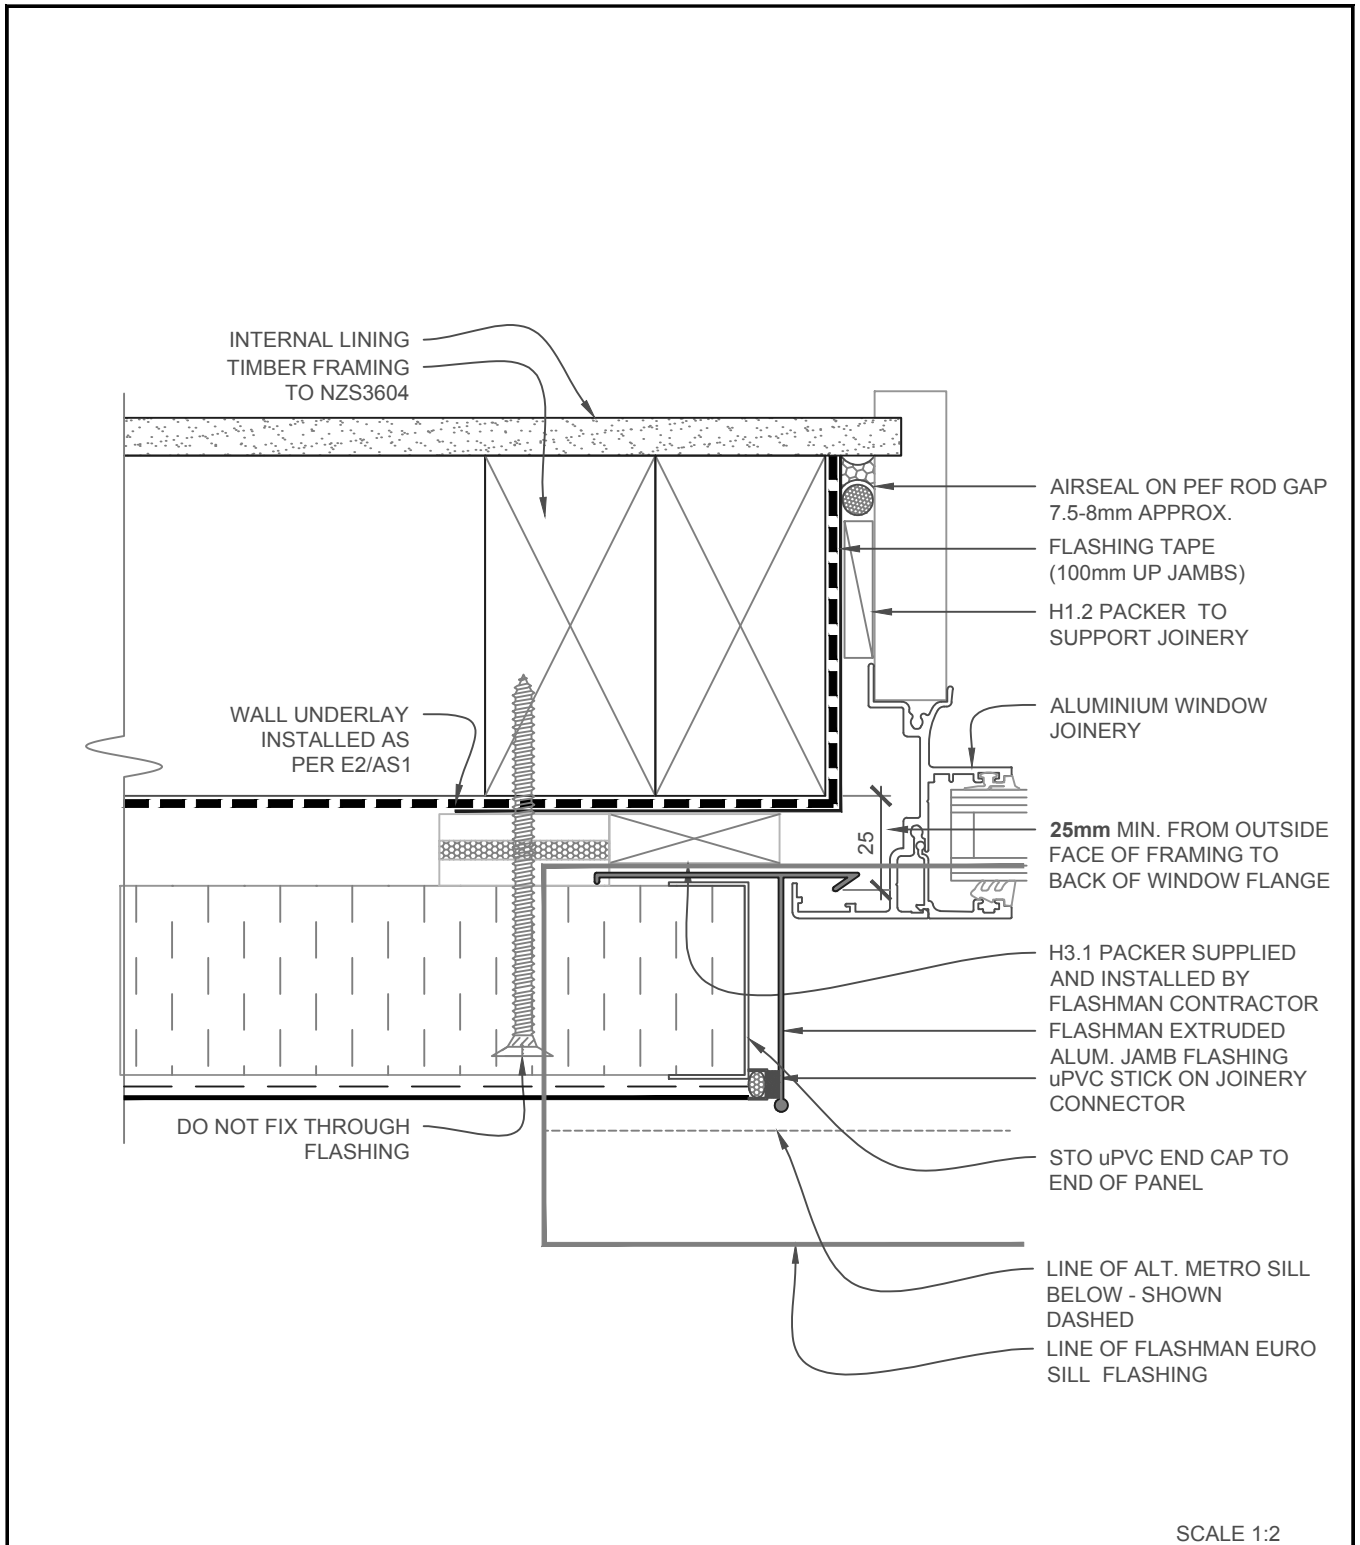 INTERNAL LINING
TIMBER FRAMING
TO NZS3604
WALL UNDERLAY
INSTALLED AS
PER E2/AS1
DO NOT FIX THROUGH
FLASHING
25
AIRSEAL ON PEF ROD GAP
7.5-8mm APPROX.
FLASHING TAPE
(100mm UP JAMBS)
H1.2 PACKER TO
SUPPORT JOINERY
ALUMINIUM WINDOW
JOINERY
25mm MIN. FROM OUTSIDE
FACE OF FRAMING TO
BACK OF WINDOW FLANGE
H3.1 PACKER SUPPLIED
AND INSTALLED BY
FLASHMAN CONTRACTOR
FLASHMAN EXTRUDED
ALUM. JAMB FLASHING
uPVC STICK ON JOINERY
CONNECTOR
STO uPVC END CAP TO
END OF PANEL
LINE OF ALT. METRO SILL
BELOW - SHOWN
DASHED
LINE OF FLASHMAN EURO
SILL FLASHING
SCALE 1:2